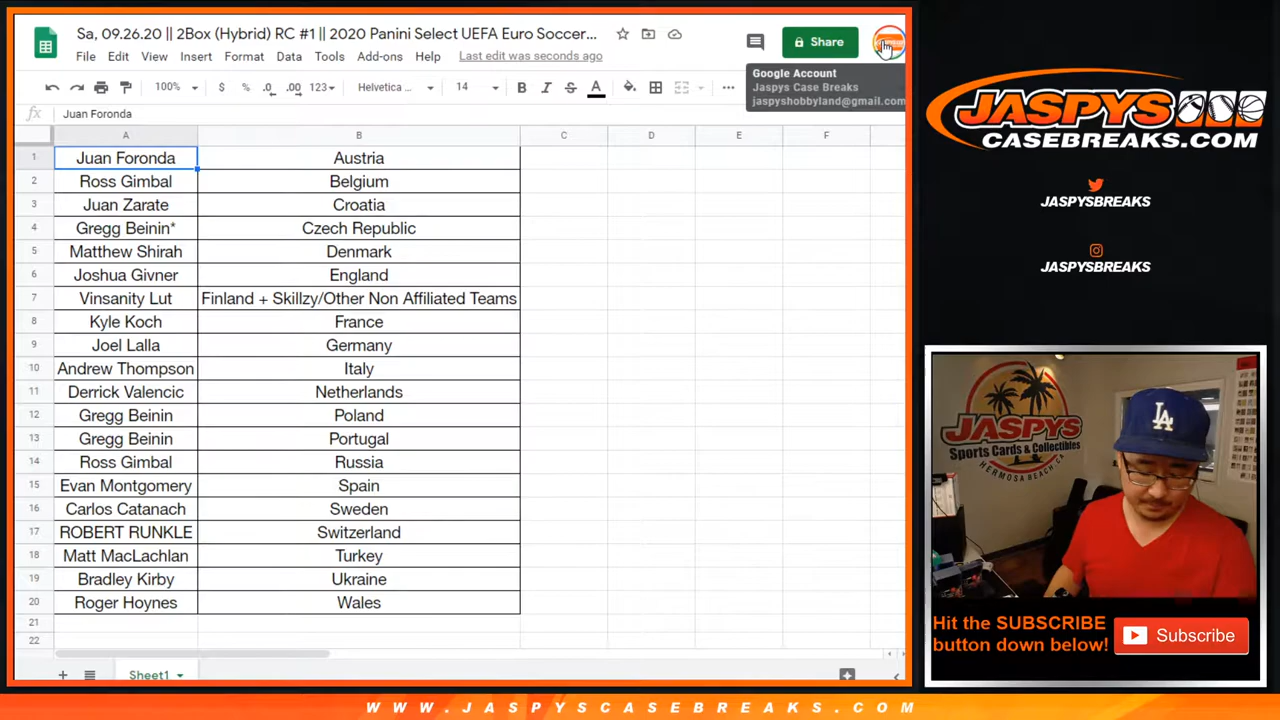 Sa, 09.26.20 || 2Box (Hybrid) RC #1 || 2020 Panini Select UEFA Euro Soccer...
File Edit View Insert Format Data Tools Add-ons Help Last edit was seconds ago
Share
Google Account
Jaspys Case Breaks
jaspyshobbyland@gmail.com
100% $ % .0 .00 123 Helvetica ... 14 B I S A
fx Juan Foronda
A B C D E F
1 Juan Foronda Austria
2 Ross Gimbal Belgium
3 Juan Zarate Croatia
4 Gregg Beinin* Czech Republic
5 Matthew Shirah Denmark
6 Joshua Givner England
7 Vinsanity Lut Finland + Skillzy/Other Non Affiliated Teams
8 Kyle Koch France
9 Joel Lalla Germany
10 Andrew Thompson Italy
11 Derrick Valencic Netherlands
12 Gregg Beinin Poland
13 Gregg Beinin Portugal
14 Ross Gimbal Russia
15 Evan Montgomery Spain
16 Carlos Catanach Sweden
17 ROBERT RUNKLE Switzerland
18 Matt MacLachlan Turkey
19 Bradley Kirby Ukraine
20 Roger Hoynes Wales
21
22
Sheet1
JASPYS
CASEBREAKS.COM
JASPYSBREAKS
JASPYSBREAKS
JASPYS
Sports Cards & Collectibles
HERMOSA BEACH, CA
LA
Hit the SUBSCRIBE
button down below!
Subscribe
WWW.JASPYSCASEBREAKS.COM